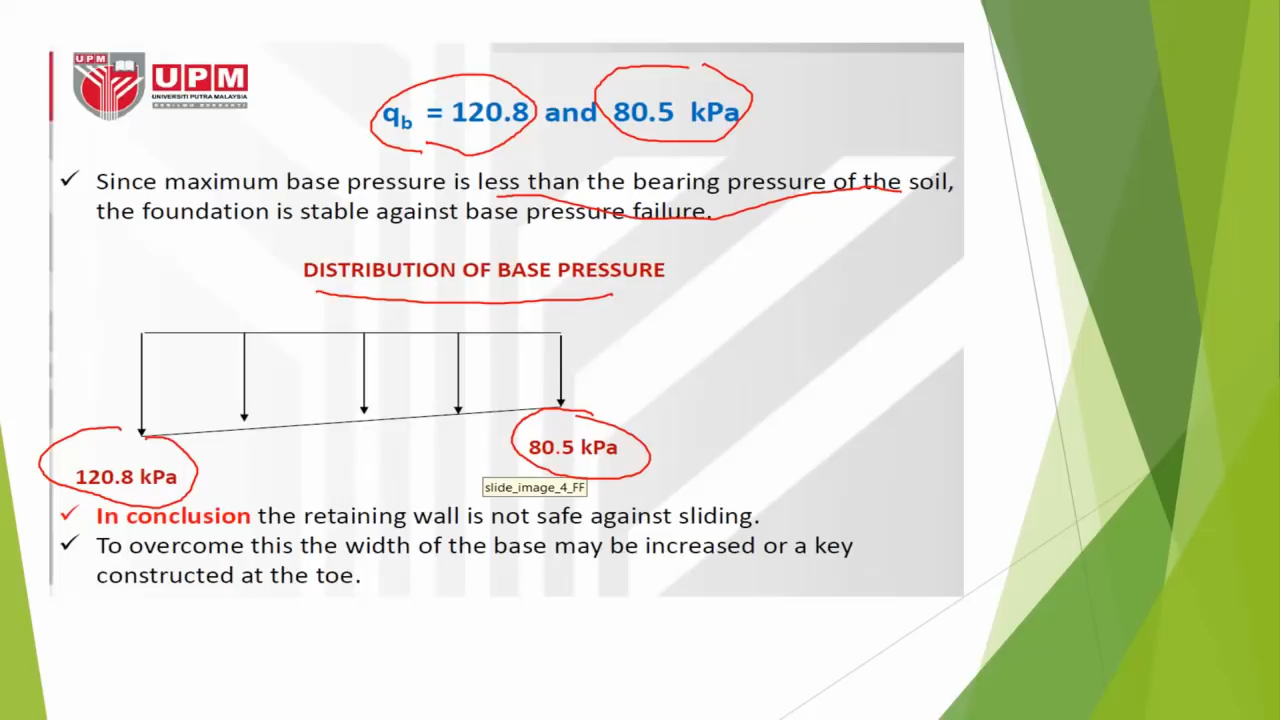 UPM
UPM
UNIVERSITI PUTRA MALAYSIA
qb = 120.8 and 80.5 kPa
✓ Since maximum base pressure is less than the bearing pressure of the soil,
the foundation is stable against base pressure failure.
DISTRIBUTION OF BASE PRESSURE
80.5 kPa
120.8 kPa
slide_image_4_FF
✓ In conclusion the retaining wall is not safe against sliding.
✓ To overcome this the width of the base may be increased or a key
constructed at the toe.